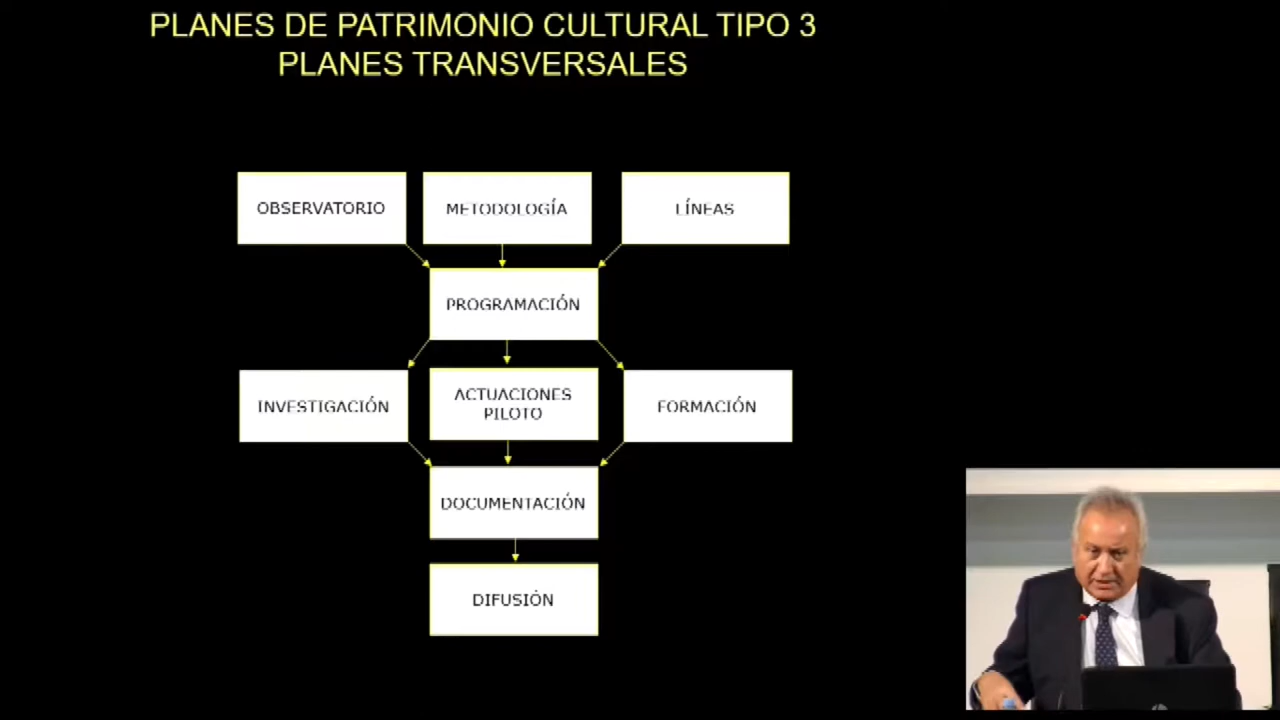 PLANES DE PATRIMONIO CULTURAL TIPO 3
PLANES TRANSVERSALES
OBSERVATORIO
METODOLOGÍA
LÍNEAS
PROGRAMACIÓN
INVESTIGACIÓN
ACTUACIONES
PILOTO
FORMACIÓN
DOCUMENTACIÓN
DIFUSIÓN